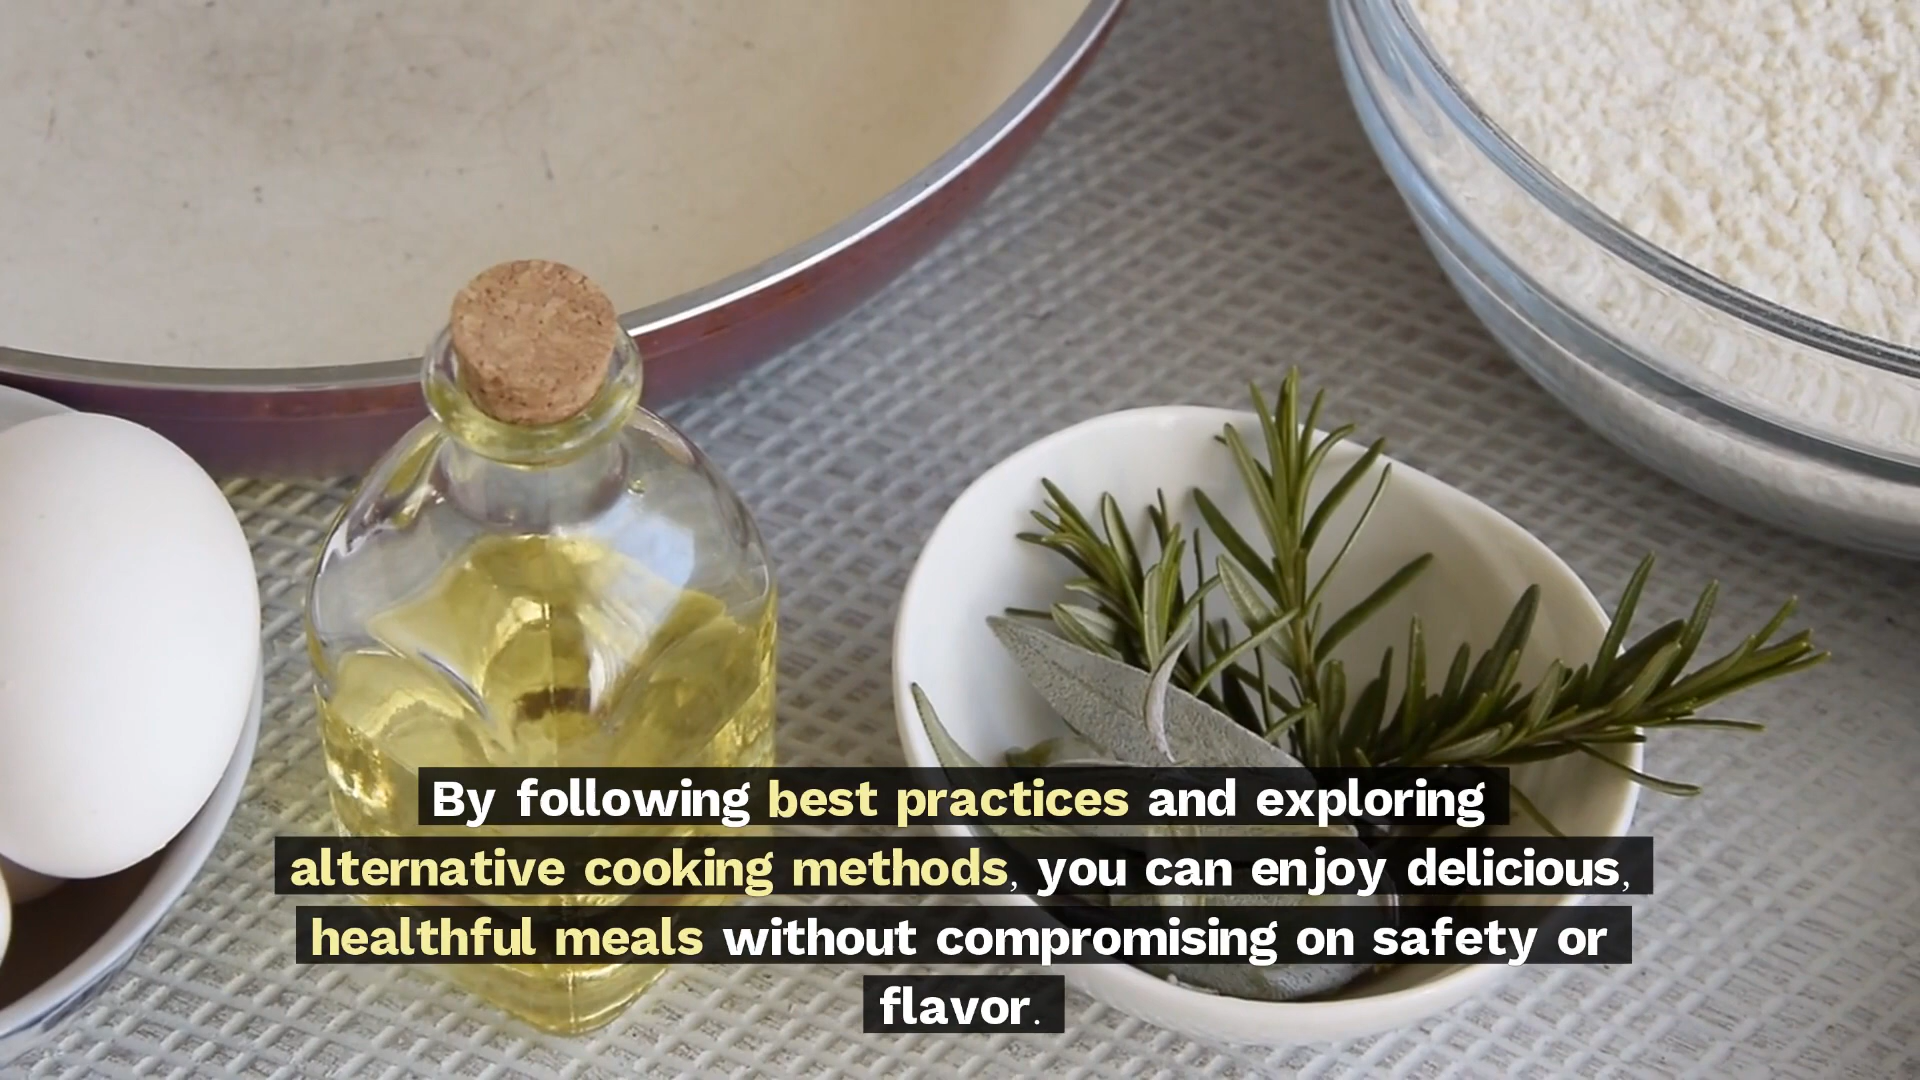 By following best practices and exploring
alternative cooking methods, you can enjoy delicious,
healthful meals without compromising on safety or
flavor.